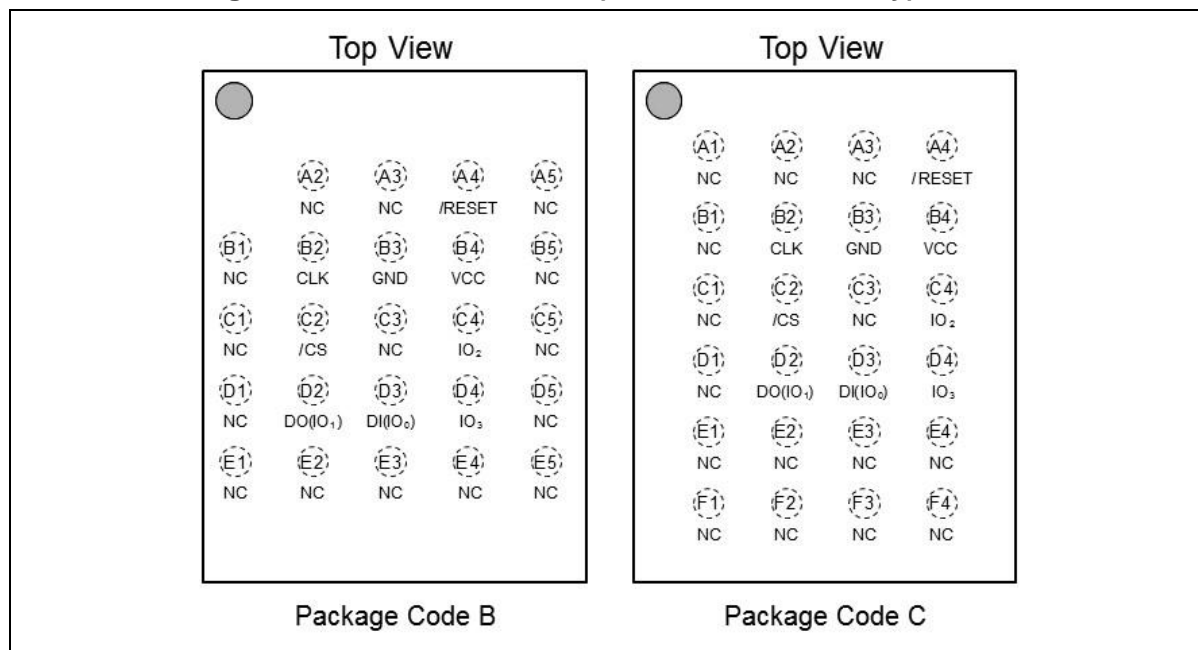 Top View
A2 A3 A4 A5
NC NC /RESET NC
B1 B2 B3 B4 B5
NC CLK GND VCC NC
C1 C2 C3 C4 C5
NC /CS NC IO₂ NC
D1 D2 D3 D4 D5
NC DO(IO₁) DI(IO₀) IO₃ NC
E1 E2 E3 E4 E5
NC NC NC NC NC
Package Code B
Top View
A1 A2 A3 A4
NC NC NC /RESET
B1 B2 B3 B4
NC CLK GND VCC
C1 C2 C3 C4
NC /CS NC IO₂
D1 D2 D3 D4
NC DO(IO₁) DI(IO₀) IO₃
E1 E2 E3 E4
NC NC NC NC
F1 F2 F3 F4
NC NC NC NC
Package Code C